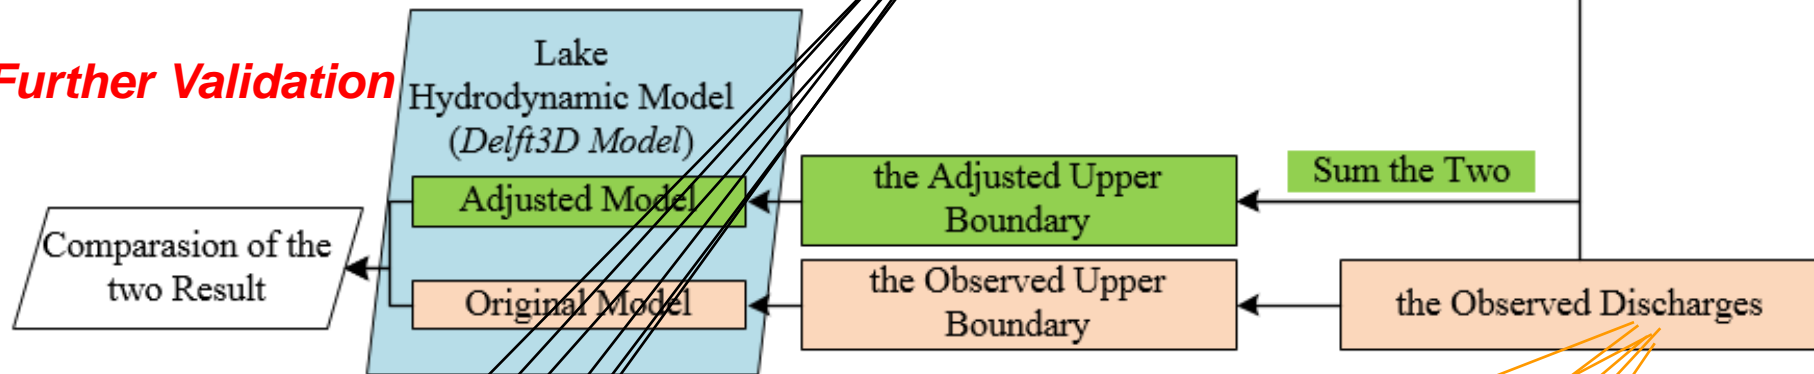 Further Validation
Lake
Hydrodynamic Model
(Delft3D Model)
Adjusted Model
Original Model
the Adjusted Upper
Boundary
the Observed Upper
Boundary
Sum the Two
the Observed Discharges
Comparasion of the
two Result